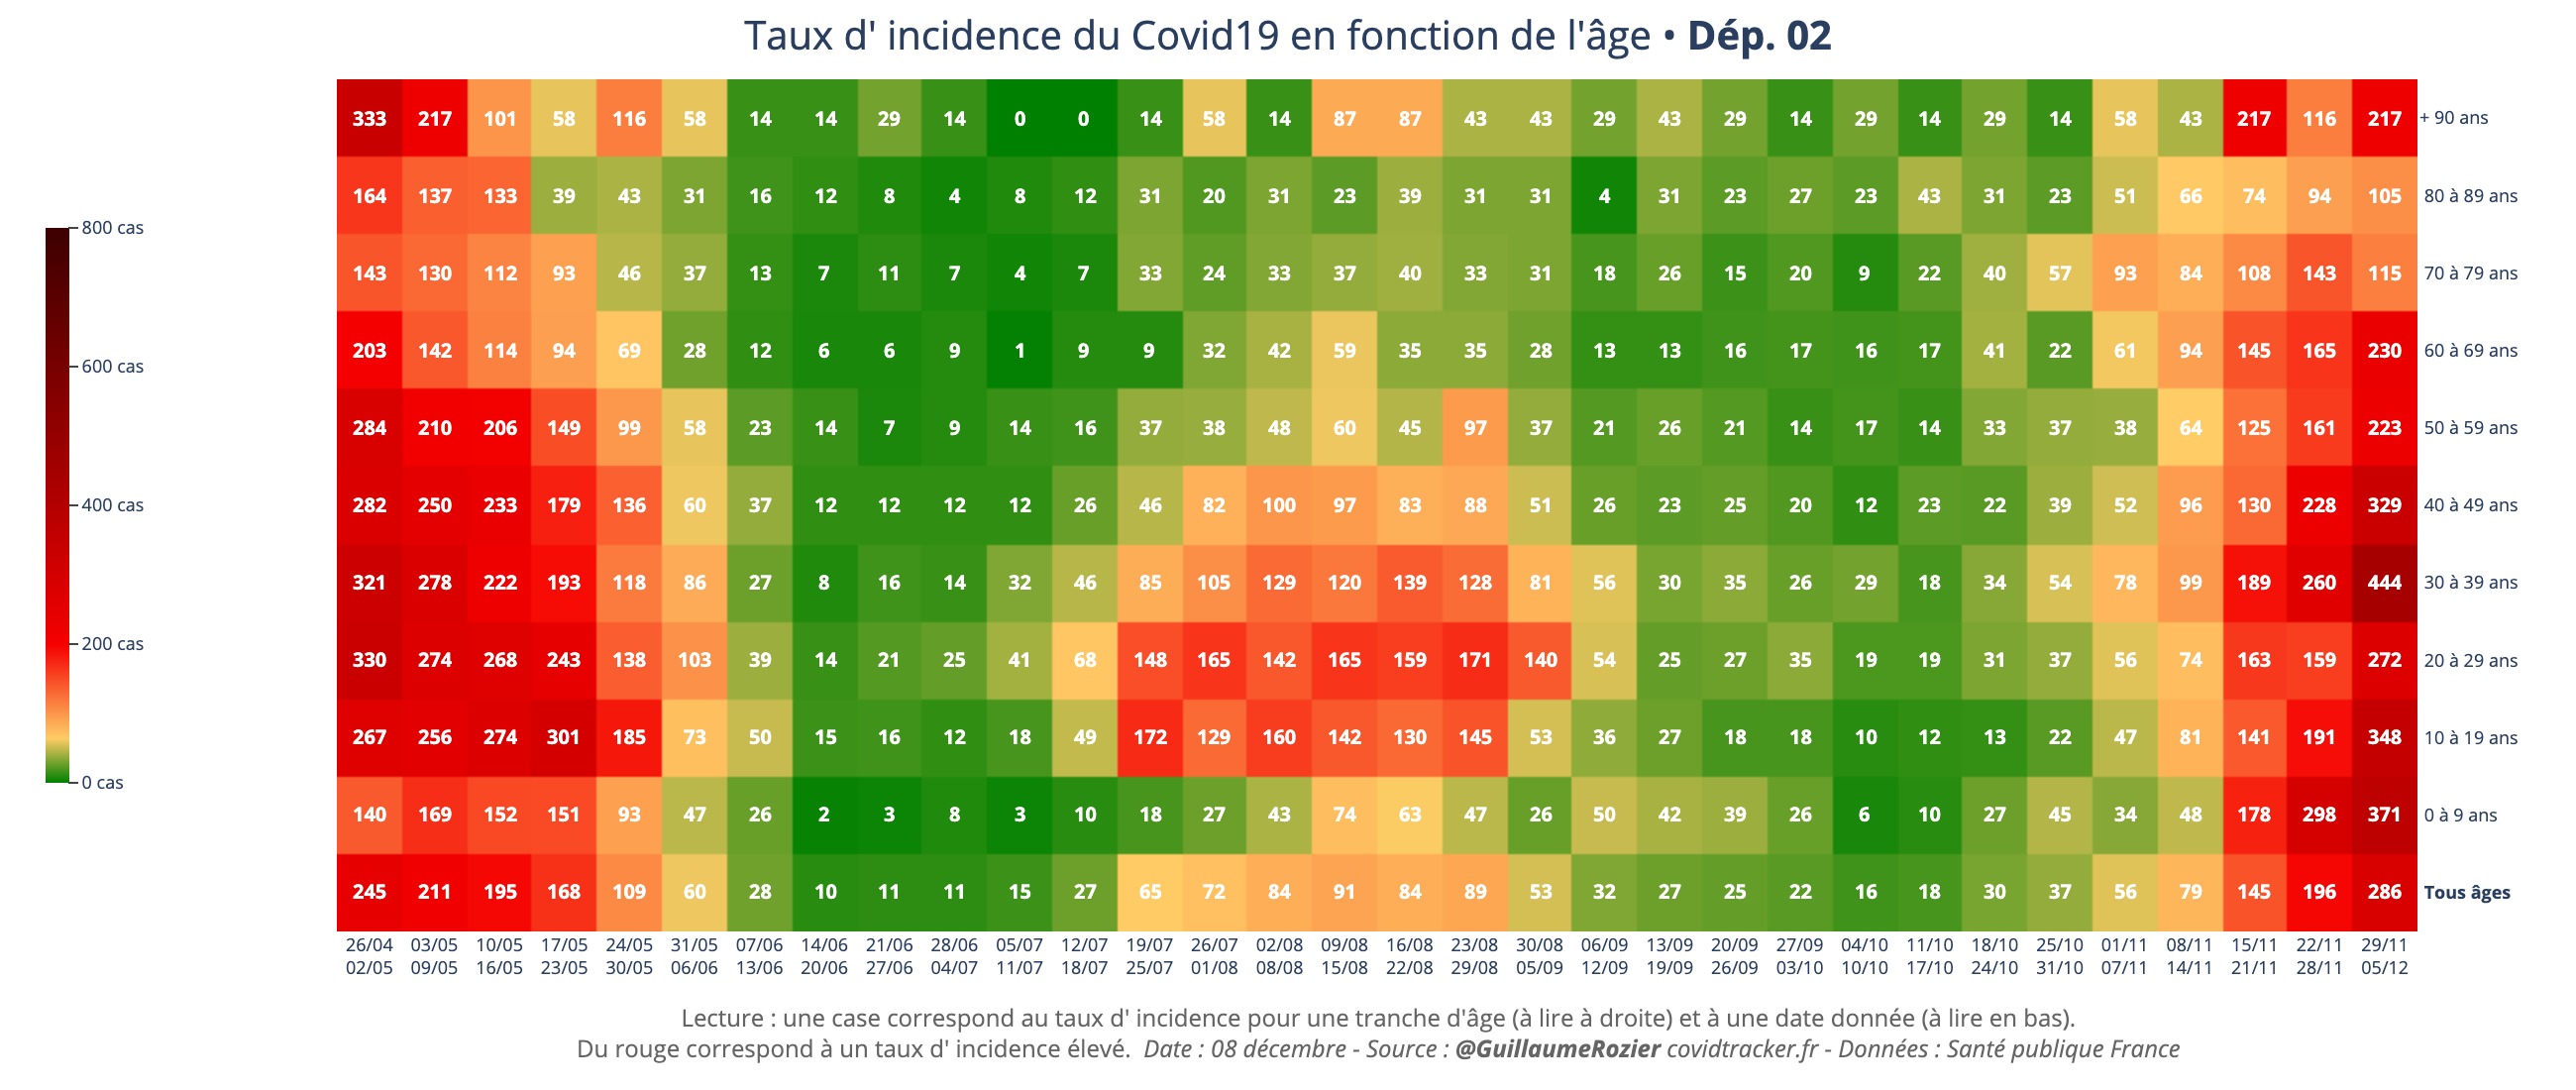 Taux d' incidence du Covid19 en fonction de l'âge • Dép. 02
333 217 101 58 116 58 14 14 29 14 0 0 14 58 14 87 87 43 43 29 43 29 14 29 14 29 14 58 43 217 116 217 + 90 ans
164 137 133 39 43 31 16 12 8 4 8 12 31 20 31 23 39 31 31 4 31 23 27 23 43 31 23 51 66 74 94 105 80 à 89 ans
800 cas
143 130 112 93 46 37 13 7 11 7 4 7 33 24 33 37 40 33 31 18 26 15 20 9 22 40 57 93 84 108 143 115 70 à 79 ans
203 142 114 94 69 28 12 6 6 9 1 9 9 32 42 59 35 35 28 13 13 16 17 16 17 41 22 61 94 145 165 230 60 à 69 ans
600 cas
284 210 206 149 99 58 23 14 7 9 14 16 37 38 48 60 45 97 37 21 26 21 14 17 14 33 37 38 64 125 161 223 50 à 59 ans
400 cas
282 250 233 179 136 60 37 12 12 12 12 26 46 82 100 97 83 88 51 26 23 25 20 12 23 22 39 52 96 130 228 329 40 à 49 ans
321 278 222 193 118 86 27 8 16 14 32 46 85 105 129 120 139 128 81 56 30 35 26 29 18 34 54 78 99 189 260 444 30 à 39 ans
200 cas
330 274 268 243 138 103 39 14 21 25 41 68 148 165 142 165 159 171 140 54 25 27 35 19 19 31 37 56 74 163 159 272 20 à 29 ans
267 256 274 301 185 73 50 15 16 12 18 49 172 129 160 142 130 145 53 36 27 18 18 10 12 13 22 47 81 141 191 348 10 à 19 ans
0 cas
140 169 152 151 93 47 26 2 3 8 3 10 18 27 43 74 63 47 26 50 42 39 26 6 10 27 45 34 48 178 298 371 0 à 9 ans
245 211 195 168 109 60 28 10 11 11 15 27 65 72 84 91 84 89 53 32 27 25 22 16 18 30 37 56 79 145 196 286 Tous âges
26/04 03/05 10/05 17/05 24/05 31/05 07/06 14/06 21/06 28/06 05/07 12/07 19/07 26/07 02/08 09/08 16/08 23/08 30/08 06/09 13/09 20/09 27/09 04/10 11/10 18/10 25/10 01/11 08/11 15/11 22/11 29/11
02/05 09/05 16/05 23/05 30/05 06/06 13/06 20/06 27/06 04/07 11/07 18/07 25/07 01/08 08/08 15/08 22/08 29/08 05/09 12/09 19/09 26/09 03/10 10/10 17/10 24/10 31/10 07/11 14/11 21/11 28/11 05/12
Lecture : une case correspond au taux d' incidence pour une tranche d'âge (à lire à droite) et à une date donnée (à lire en bas).
Du rouge correspond à un taux d' incidence élevé. Date : 08 décembre - Source : @GuillaumeRozier covidtracker.fr - Données : Santé publique France